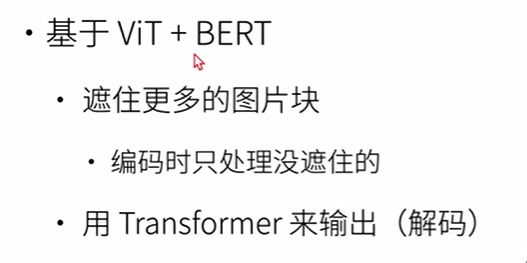 • 基于 ViT + BERT
• 遮住更多的图片块
• 编码时只处理没遮住的
• 用 Transformer 来输出（解码）